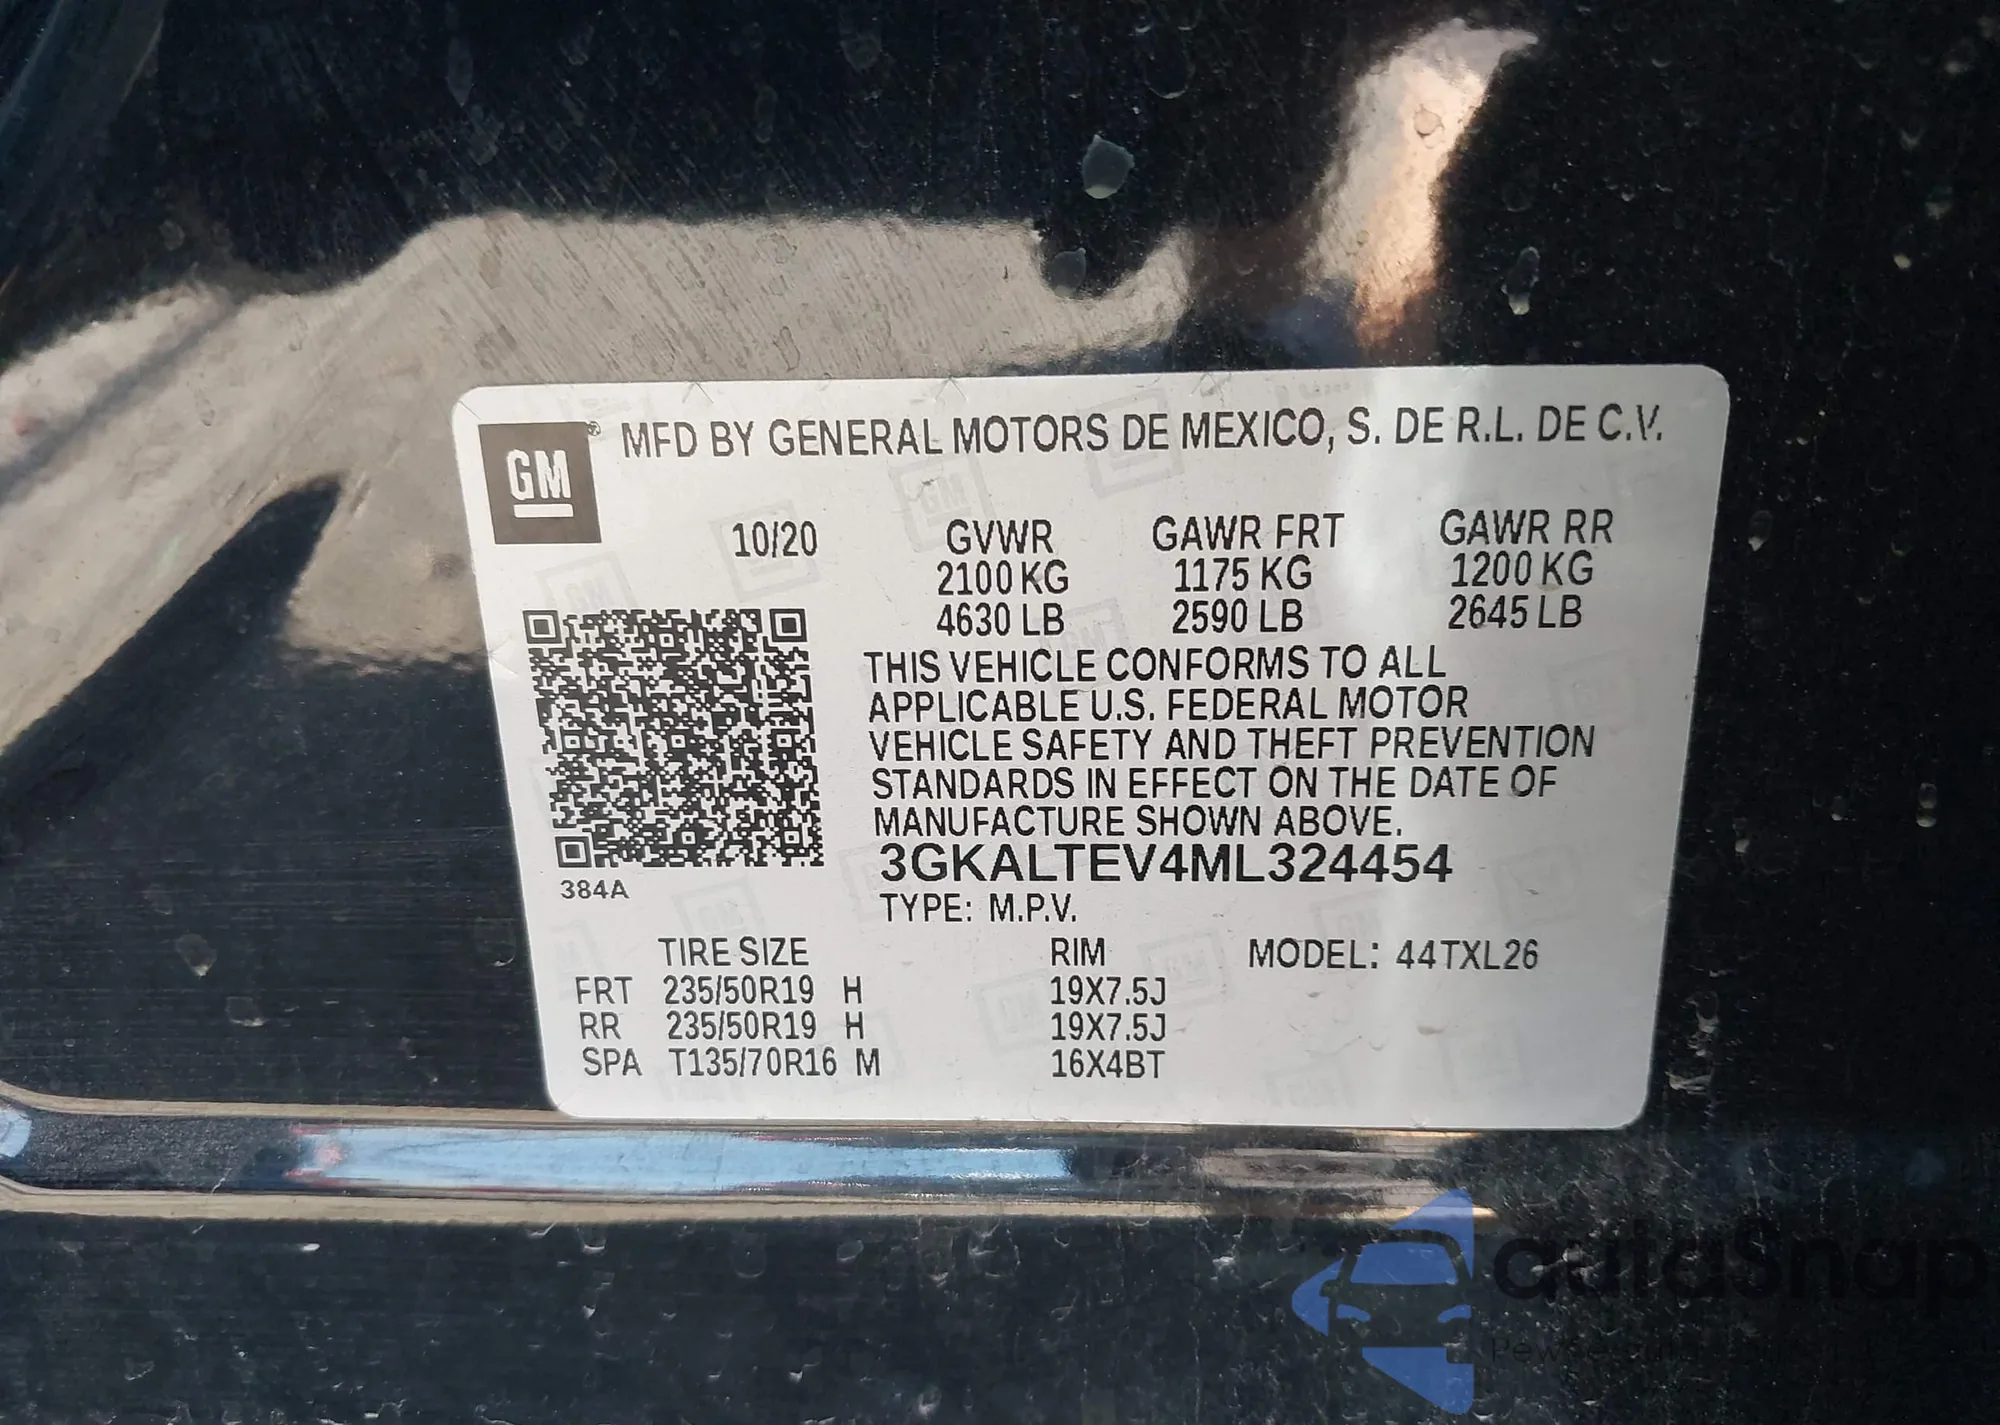 GM
® MFD BY GENERAL MOTORS DE MEXICO, S. DE R.L. DE C.V.
10/20 GVWR GAWR FRT GAWR RR
2100 KG 1175 KG 1200 KG
4630 LB 2590 LB 2645 LB
THIS VEHICLE CONFORMS TO ALL
APPLICABLE U.S. FEDERAL MOTOR
VEHICLE SAFETY AND THEFT PREVENTION
STANDARDS IN EFFECT ON THE DATE OF
MANUFACTURE SHOWN ABOVE.
3GKALTEV4ML324454
384A
TYPE: M.P.V.
TIRE SIZE RIM MODEL: 44TXL26
FRT 235/50R19 H 19X7.5J
RR 235/50R19 H 19X7.5J
SPA T135/70R16 M 16X4BT
autaSnap